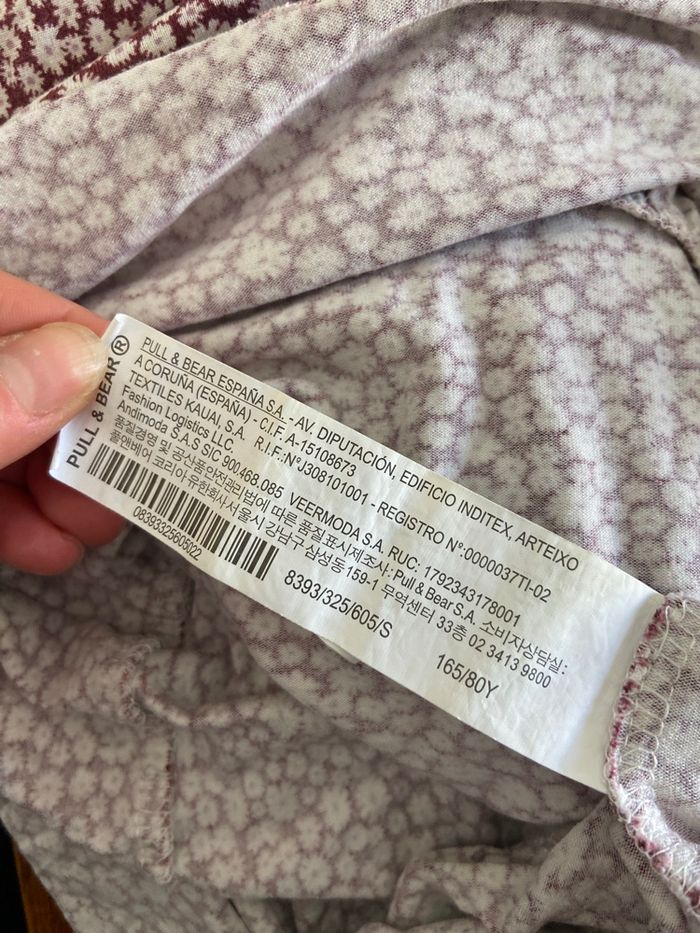 PULL & BEAR®
PULL & BEAR ESPAÑA S.A. - AV. DIPUTACIÓN, EDIFICIO INDITEX, ARTEIXO
A CORUÑA (ESPAÑA) - C.I.F. A-15108673
TEXTILES KAUAI, S.A. R.I.F.:N°J308101001 - REGISTRO N°:0000037TI-02
Fashion Logistics LLC.
Andimoda S.A.S SIC 900.468.085 VEERMODA S.A. RUC: 1792343178001
품질경영 및 공산품안전관리법에 따른 품질표시제조사: Pull & Bear S.A. 소비자상담실:
풀앤베어 코리아 유한회사서울시 강남구 삼성동 159-1 무역센터 33층 02 3413 9800
0839332560502
8393/325/605/S
165/80Y